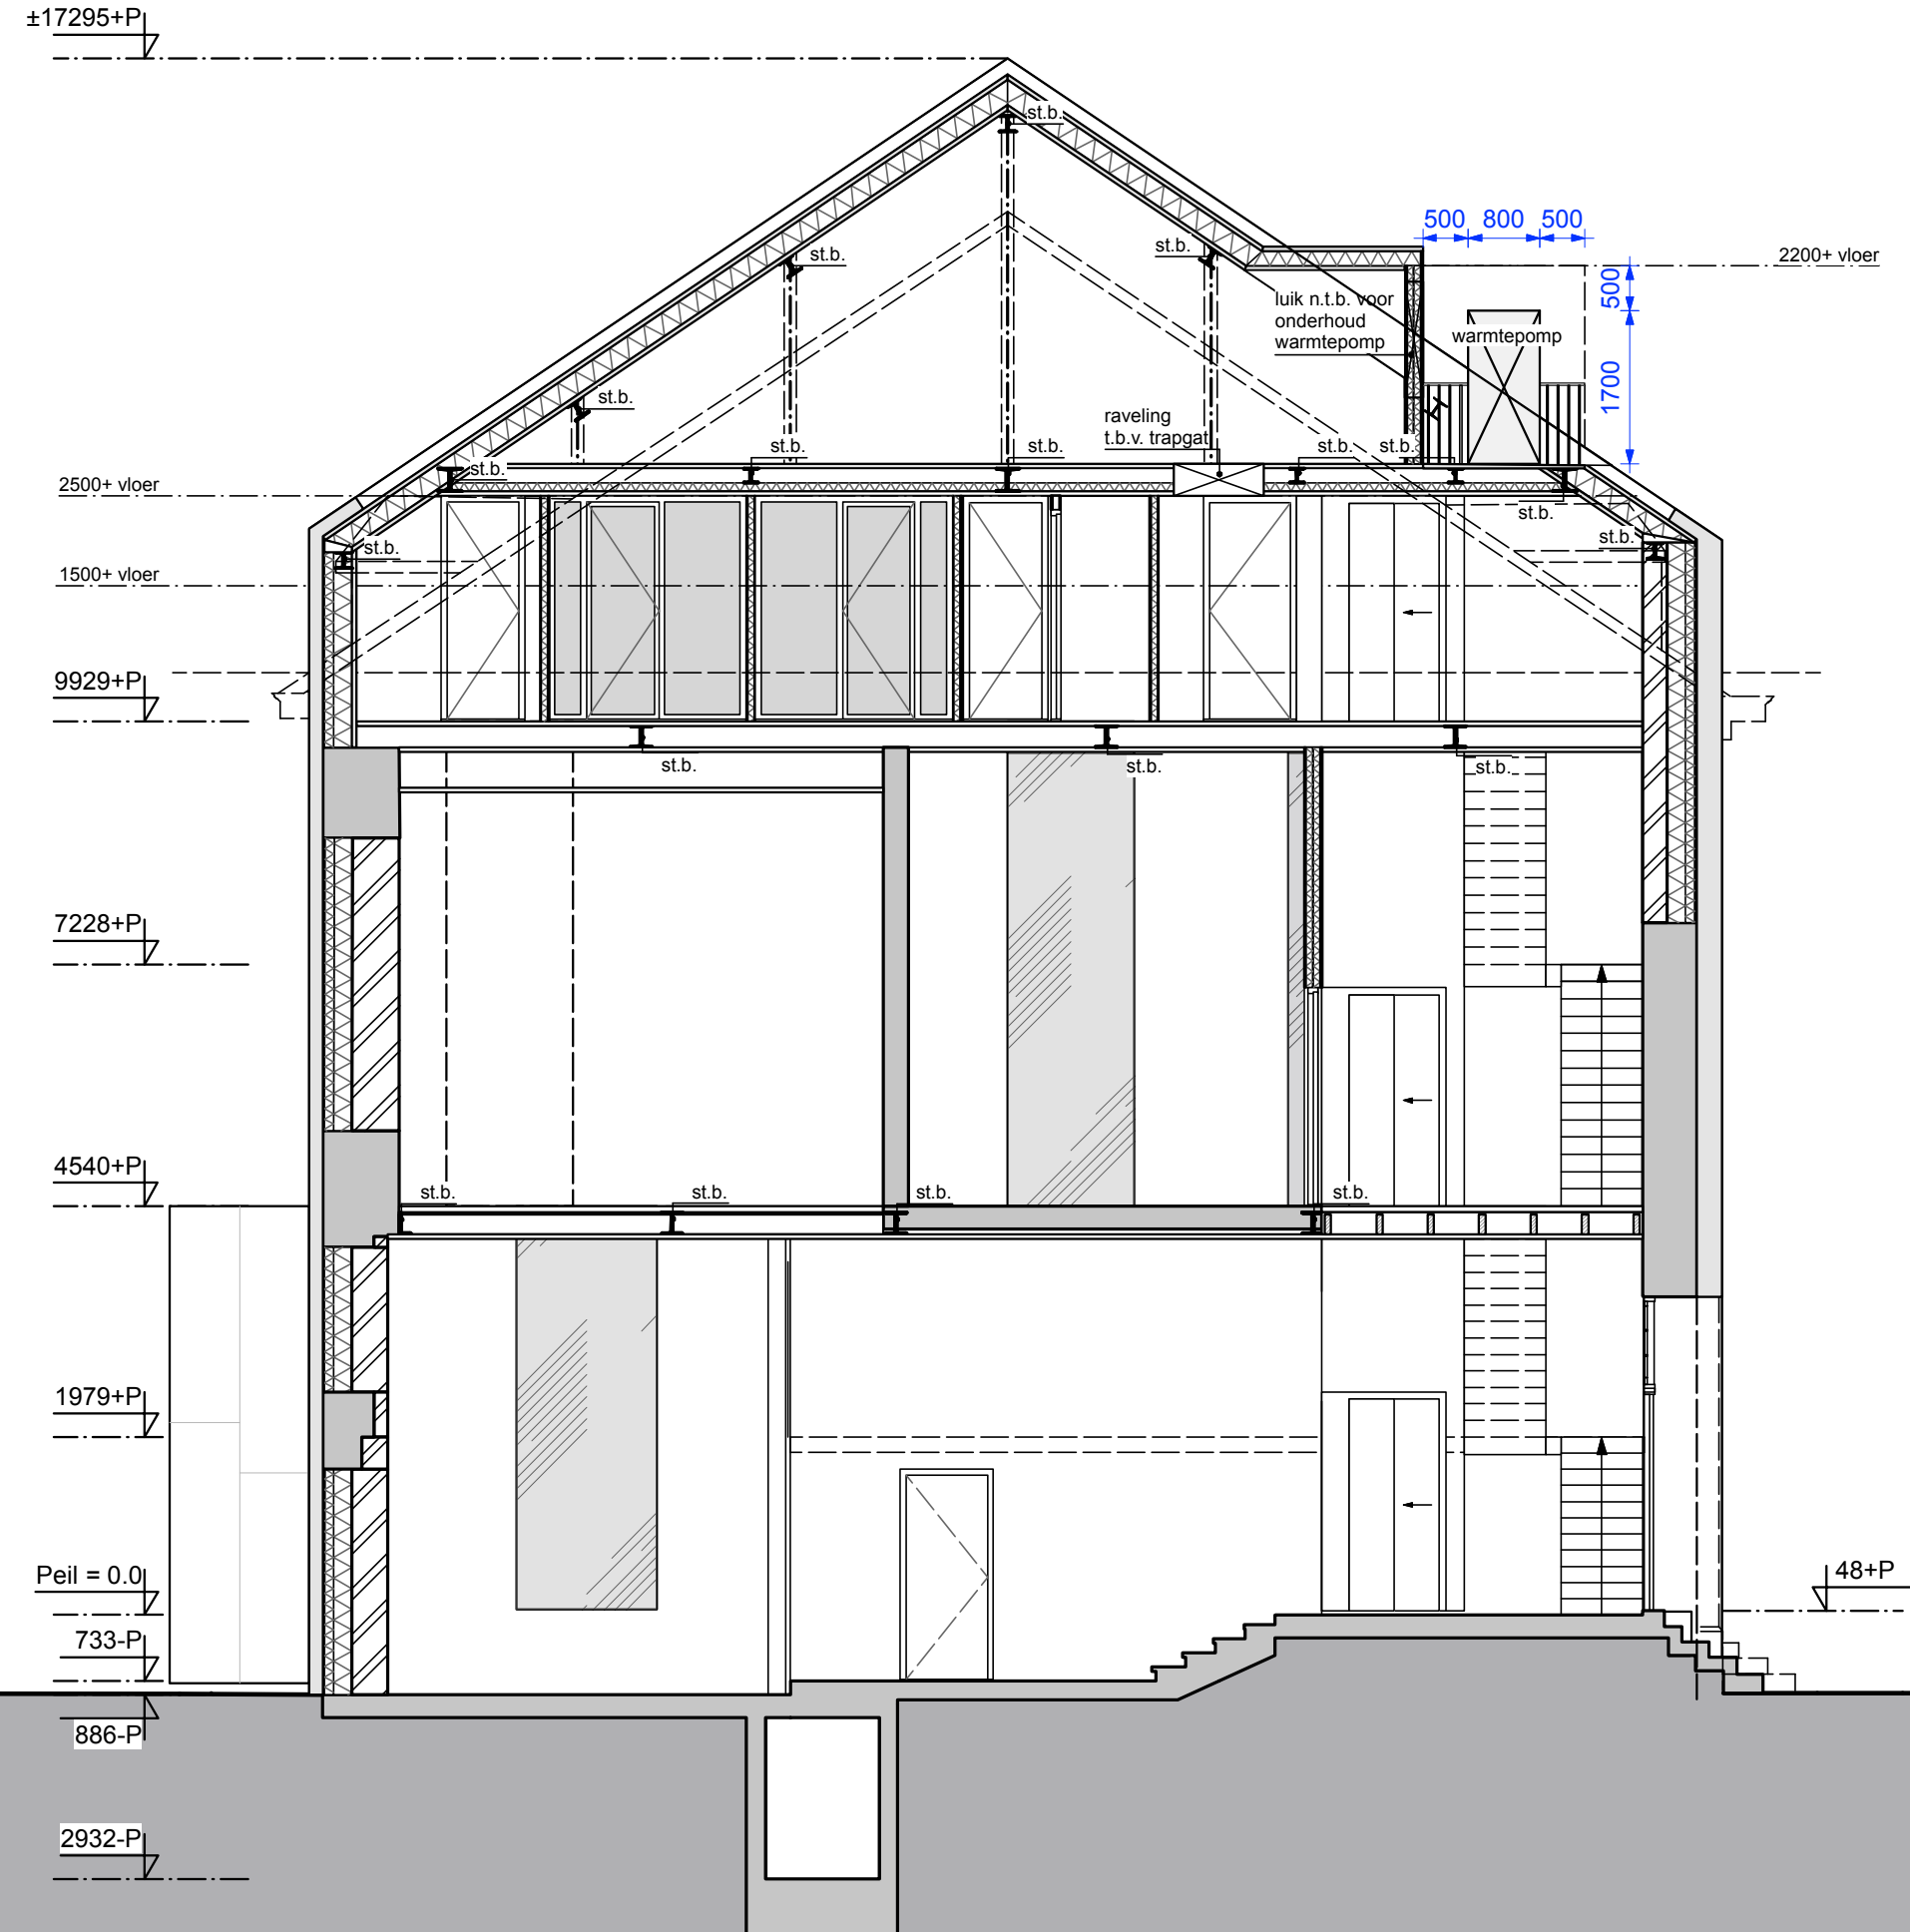 ±17295+P
st.b.
500 800 500
st.b.
st.b.
2200+ vloer
500
luik n.t.b. voor
onderhoud
warmtepomp
warmtepomp
1700
st.b.
raveling
t.b.v. trapgat
st.b.
st.b.
st.b.
st.b.
st.b.
2500+ vloer
st.b.
st.b.
st.b.
1500+ vloer
9929+P
st.b.
st.b.
st.b.
7228+P
4540+P
st.b.
st.b.
st.b.
st.b.
1979+P
Peil = 0.0
48+P
733-P
886-P
2932-P